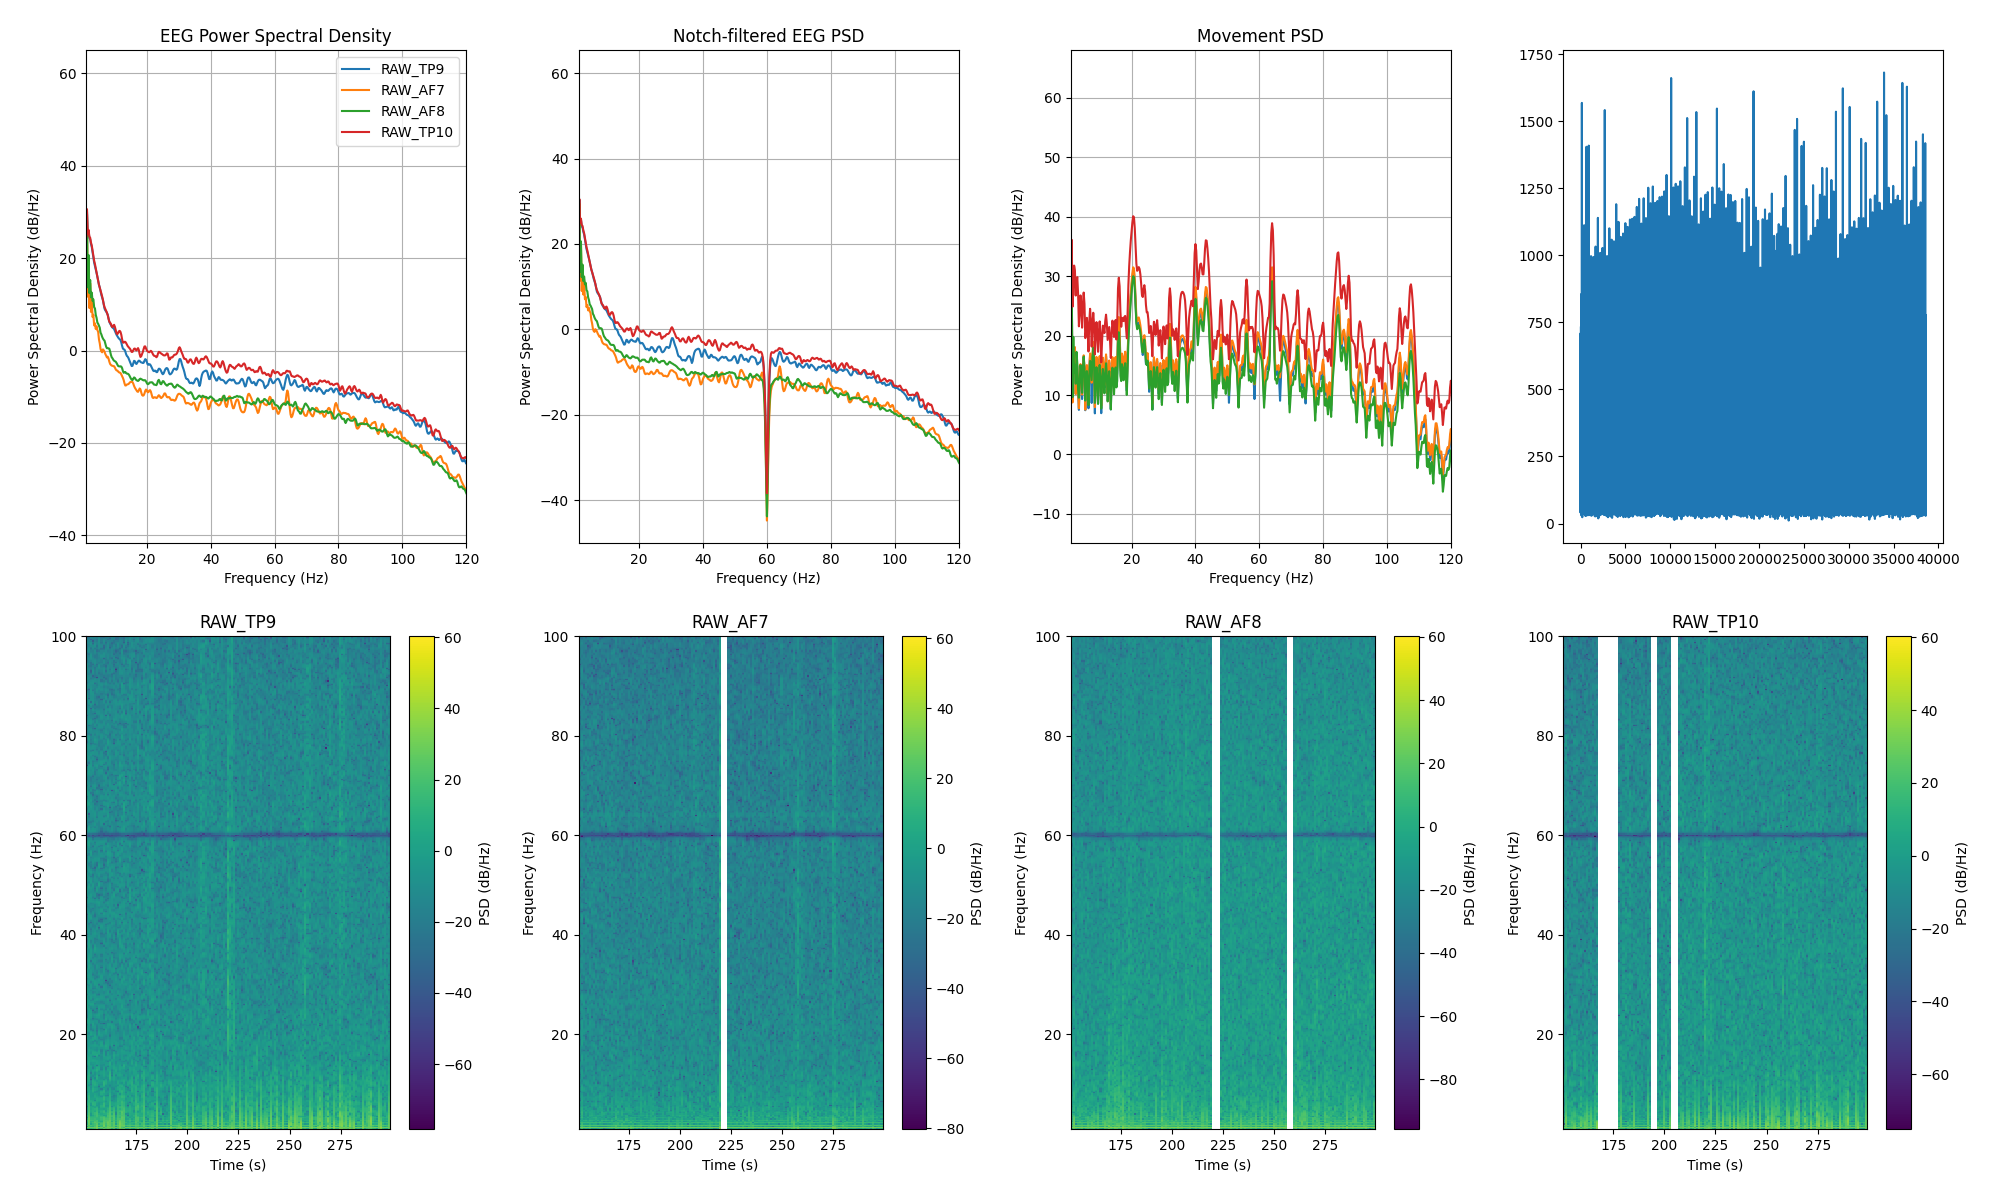 EEG Power Spectral Density
Power Spectral Density (dB/Hz)
60
40
20
0
−20
−40
RAW_TP9
RAW_AF7
RAW_AF8
RAW_TP10
20 40 60 80 100 120
Frequency (Hz)
Notch-filtered EEG PSD
Power Spectral Density (dB/Hz)
60
40
20
0
−20
−40
20 40 60 80 100 120
Frequency (Hz)
Movement PSD
Power Spectral Density (dB/Hz)
60
50
40
30
20
10
0
−10
20 40 60 80 100 120
Frequency (Hz)
1750
1500
1250
1000
750
500
250
0
0 5000 10000 15000 20000 25000 30000 35000 40000
RAW_TP9
Frequency (Hz)
100
80
60
40
20
175 200 225 250 275
Time (s)
60
40
20
0
−20
−40
−60
PSD (dB/Hz)
RAW_AF7
Frequency (Hz)
100
80
60
40
20
175 200 225 250 275
Time (s)
60
40
20
0
−20
−40
−60
−80
PSD (dB/Hz)
RAW_AF8
Frequency (Hz)
100
80
60
40
20
175 200 225 250 275
Time (s)
60
40
20
0
−20
−40
−60
−80
PSD (dB/Hz)
RAW_TP10
Frequency (Hz)
100
80
60
40
20
175 200 225 250 275
Time (s)
60
40
20
0
−20
−40
−60
PSD (dB/Hz)